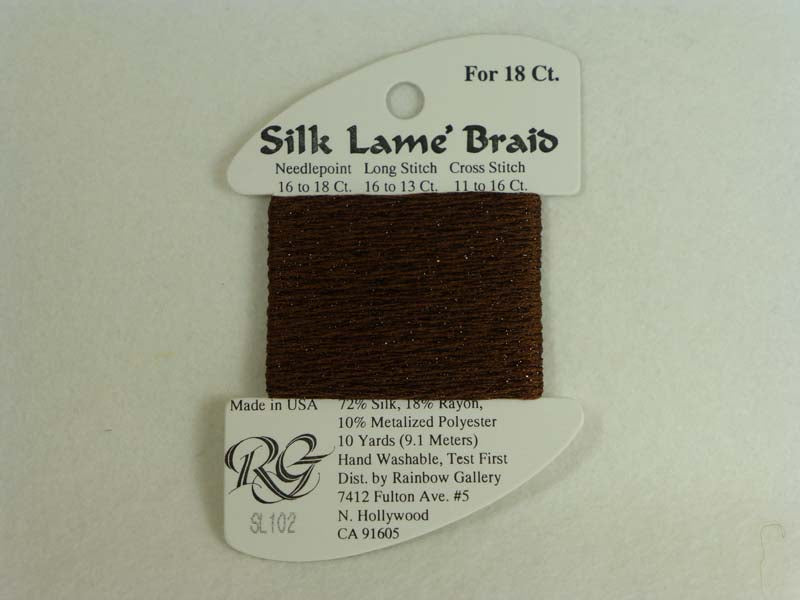 For 18 Ct.
Silk Lamé Braid
Needlepoint Long Stitch Cross Stitch
16 to 18 Ct. 16 to 13 Ct. 11 to 16 Ct.
Made in USA
72% Silk, 18% Rayon,
10% Metalized Polyester
10 Yards (9.1 Meters)
Hand Washable, Test First
Dist. by Rainbow Gallery
7412 Fulton Ave. #5
N. Hollywood
CA 91605
RG
SL102